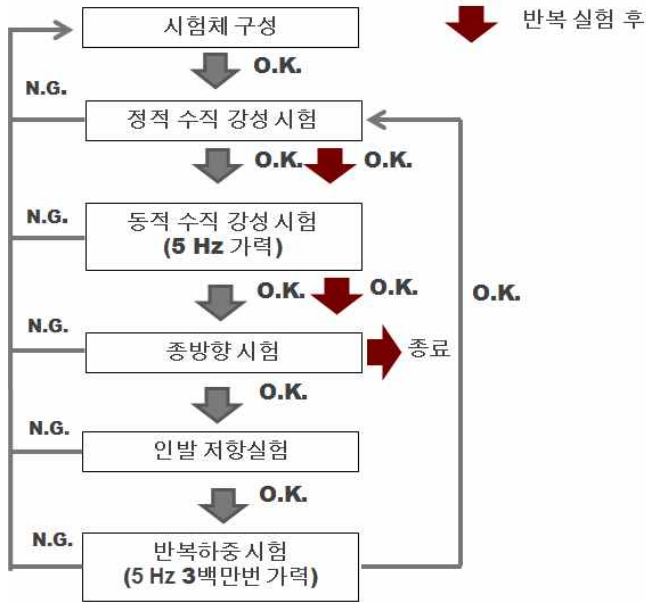 시험체 구성
반복 실험 후
O.K.
N.G.
정적 수직 강성 시험
O.K.
O.K.
N.G.
동적 수직 강성 시험
(5 Hz 가력)
O.K.
O.K.
O.K.
N.G.
종방향 시험
종료
O.K.
N.G.
인발 저항실험
O.K.
N.G.
반복하중 시험
(5 Hz 3백만번 가력)